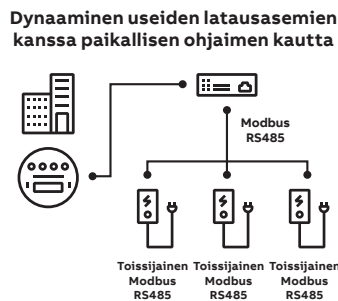 Dynaaminen useiden latausasemien
kanssa paikallisen ohjaimen kautta
Modbus
RS485
Toissijainen Toissijainen Toissijainen
Modbus Modbus Modbus
RS485 RS485 RS485